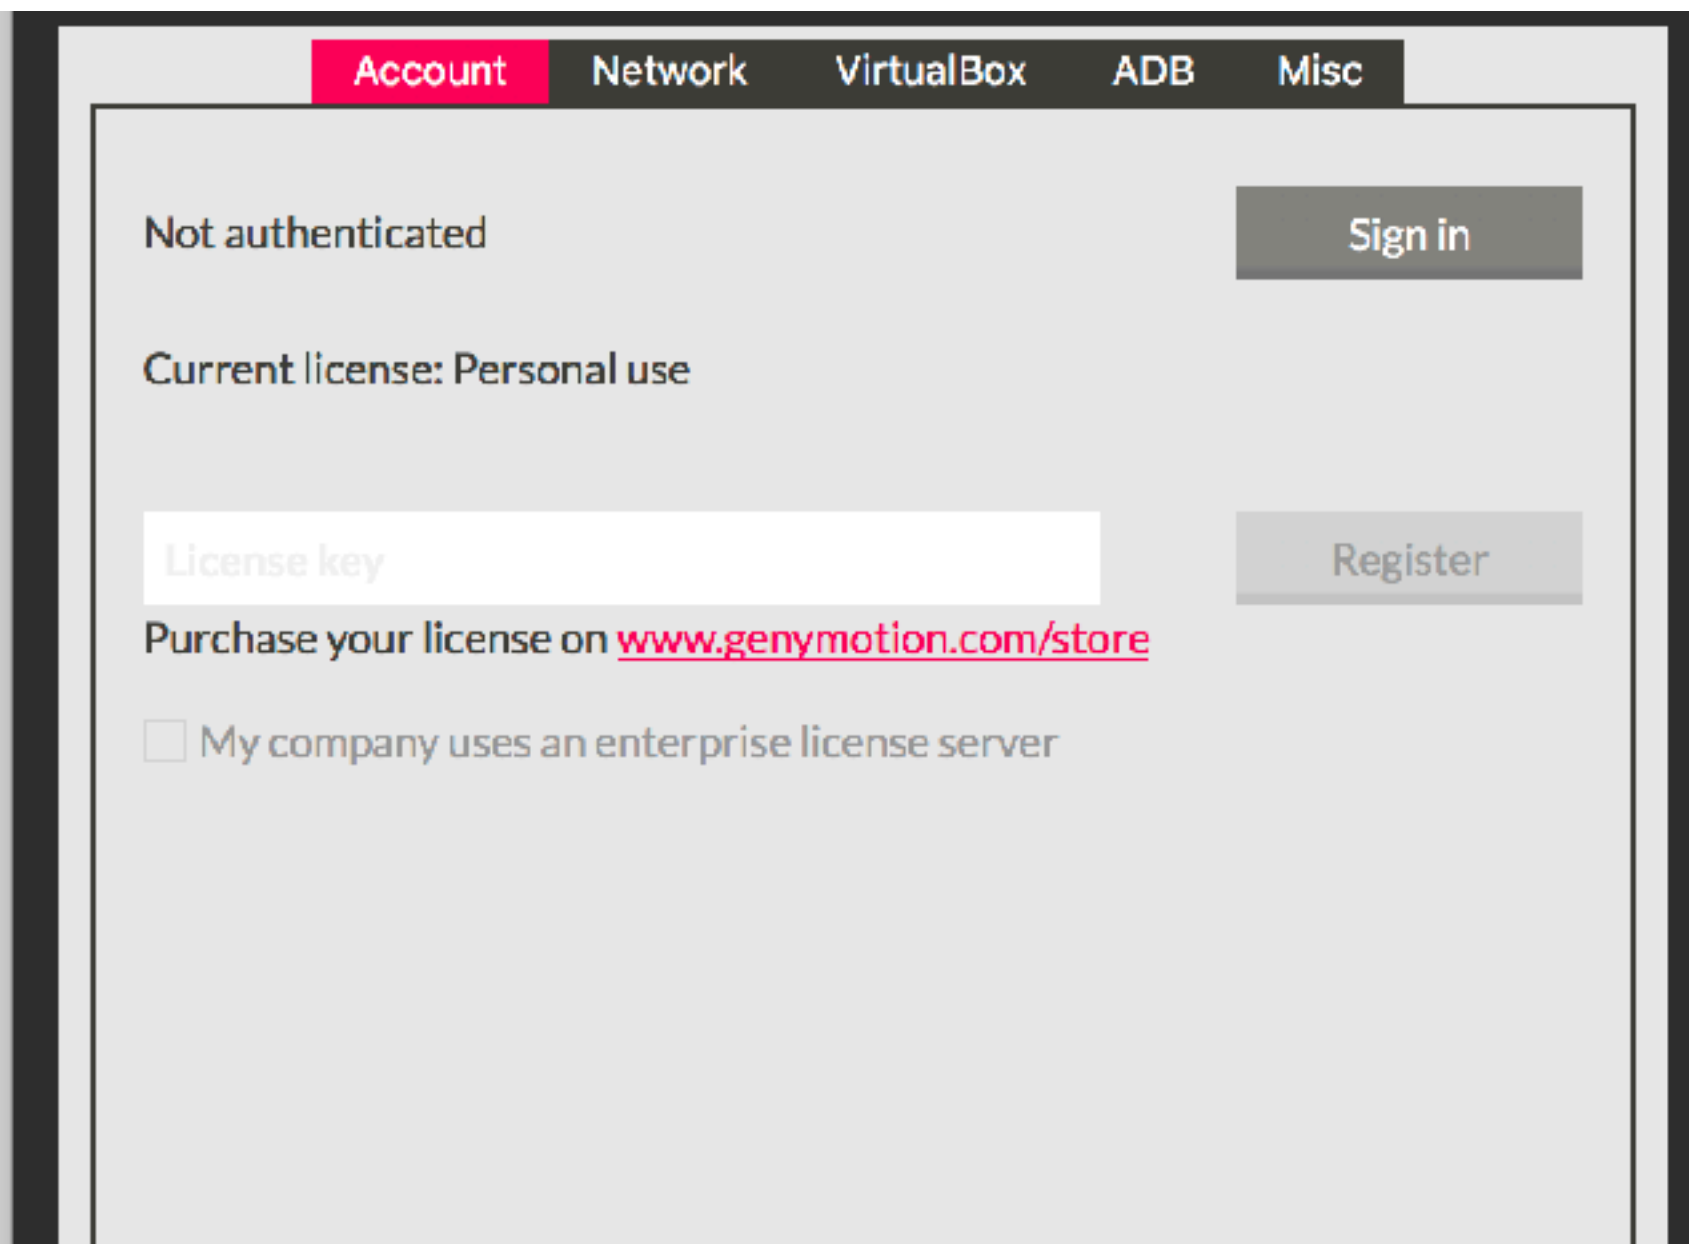 Account Network VirtualBox ADB Misc
Not authenticated Sign in
Current license: Personal use
License key Register
Purchase your license on www.genymotion.com/store
My company uses an enterprise license server